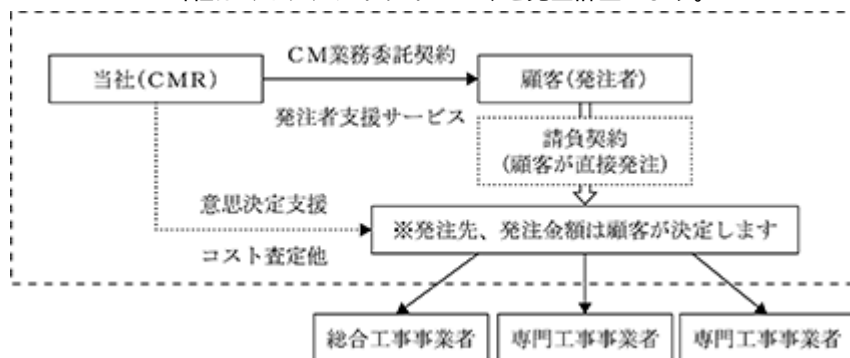 CM業務委託契約
当社(CMR)
顧客(発注者)
発注者支援サービス
請負契約
(顧客が直接発注)
意思決定支援
※発注先、発注金額は顧客が決定します
コスト査定他
総合工事事業者
専門工事事業者
専門工事事業者